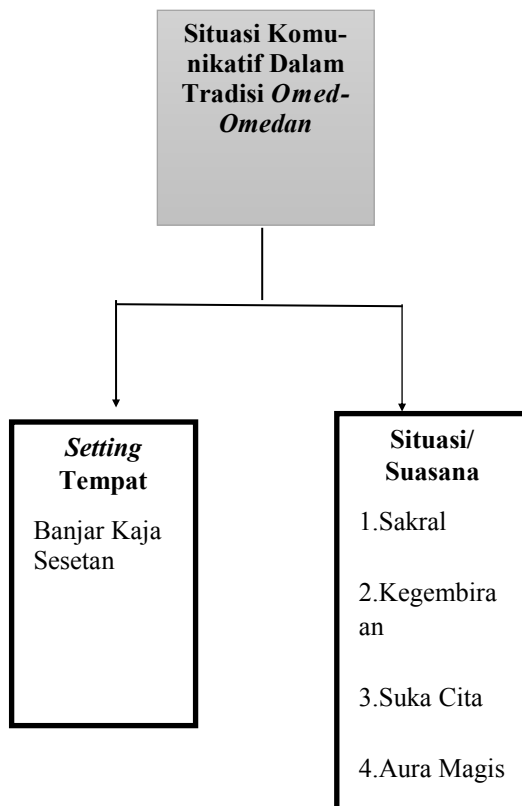 Situasi Komu-
nikatif Dalam
Tradisi Omed-
Omedan
Setting
Tempat
Banjar Kaja
Sesetan
Situasi/
Suasana
1.Sakral
2.Kegembira
an
3.Suka Cita
4.Aura Magis